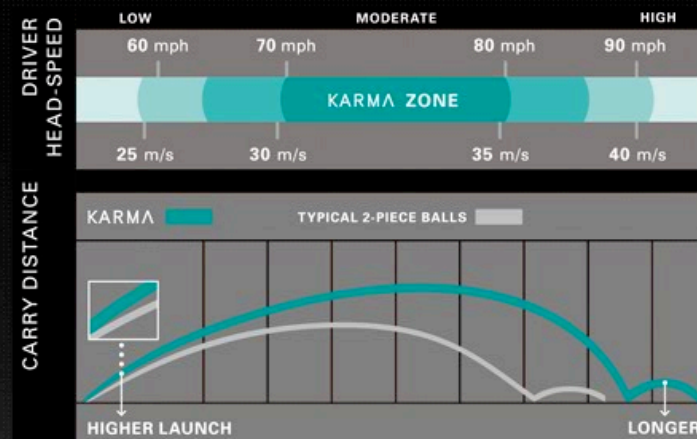 DRIVER
HEAD-SPEED
LOW MODERATE HIGH
60 mph 70 mph 80 mph 90 mph
KARMA ZONE
25 m/s 30 m/s 35 m/s 40 m/s
CARRY DISTANCE
KARMA TYPICAL 2-PIECE BALLS
HIGHER LAUNCH LONGER